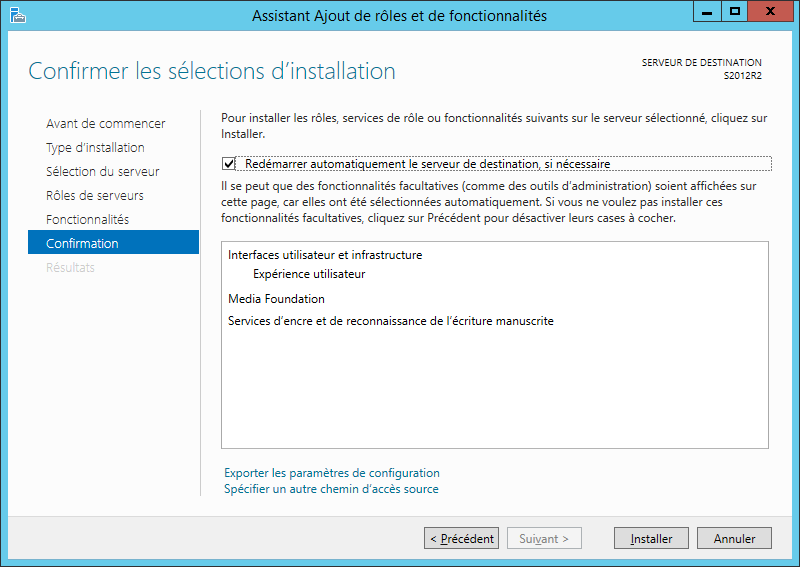 Assistant Ajout de rôles et de fonctionnalités
Confirmer les sélections d’installation
SERVEUR DE DESTINATION
S2012R2
Avant de commencer
Type d’installation
Sélection du serveur
Rôles de serveurs
Fonctionnalités
Confirmation
Résultats
Pour installer les rôles, services de rôle ou fonctionnalités suivants sur le serveur sélectionné, cliquez sur
Installer.
Redémarrer automatiquement le serveur de destination, si nécessaire
Il se peut que des fonctionnalités facultatives (comme des outils d’administration) soient affichées sur
cette page, car elles ont été sélectionnées automatiquement. Si vous ne voulez pas installer ces
fonctionnalités facultatives, cliquez sur Précédent pour désactiver leurs cases à cocher.
Interfaces utilisateur et infrastructure
Expérience utilisateur
Media Foundation
Services d’encre et de reconnaissance de l’écriture manuscrite
Exporter les paramètres de configuration
Spécifier un autre chemin d’accès source
< Précédent
Suivant >
Installer
Annuler